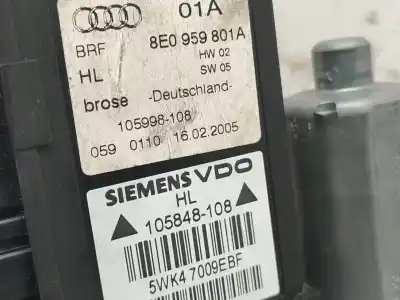 01A
BRF 8E0 959 801A
HL HW 02
SW 05
brose -Deutschland-
105998-108
059 0110 16.02.2005
SIEMENS VDO
HL
105848-108
5WK4 7009EBF